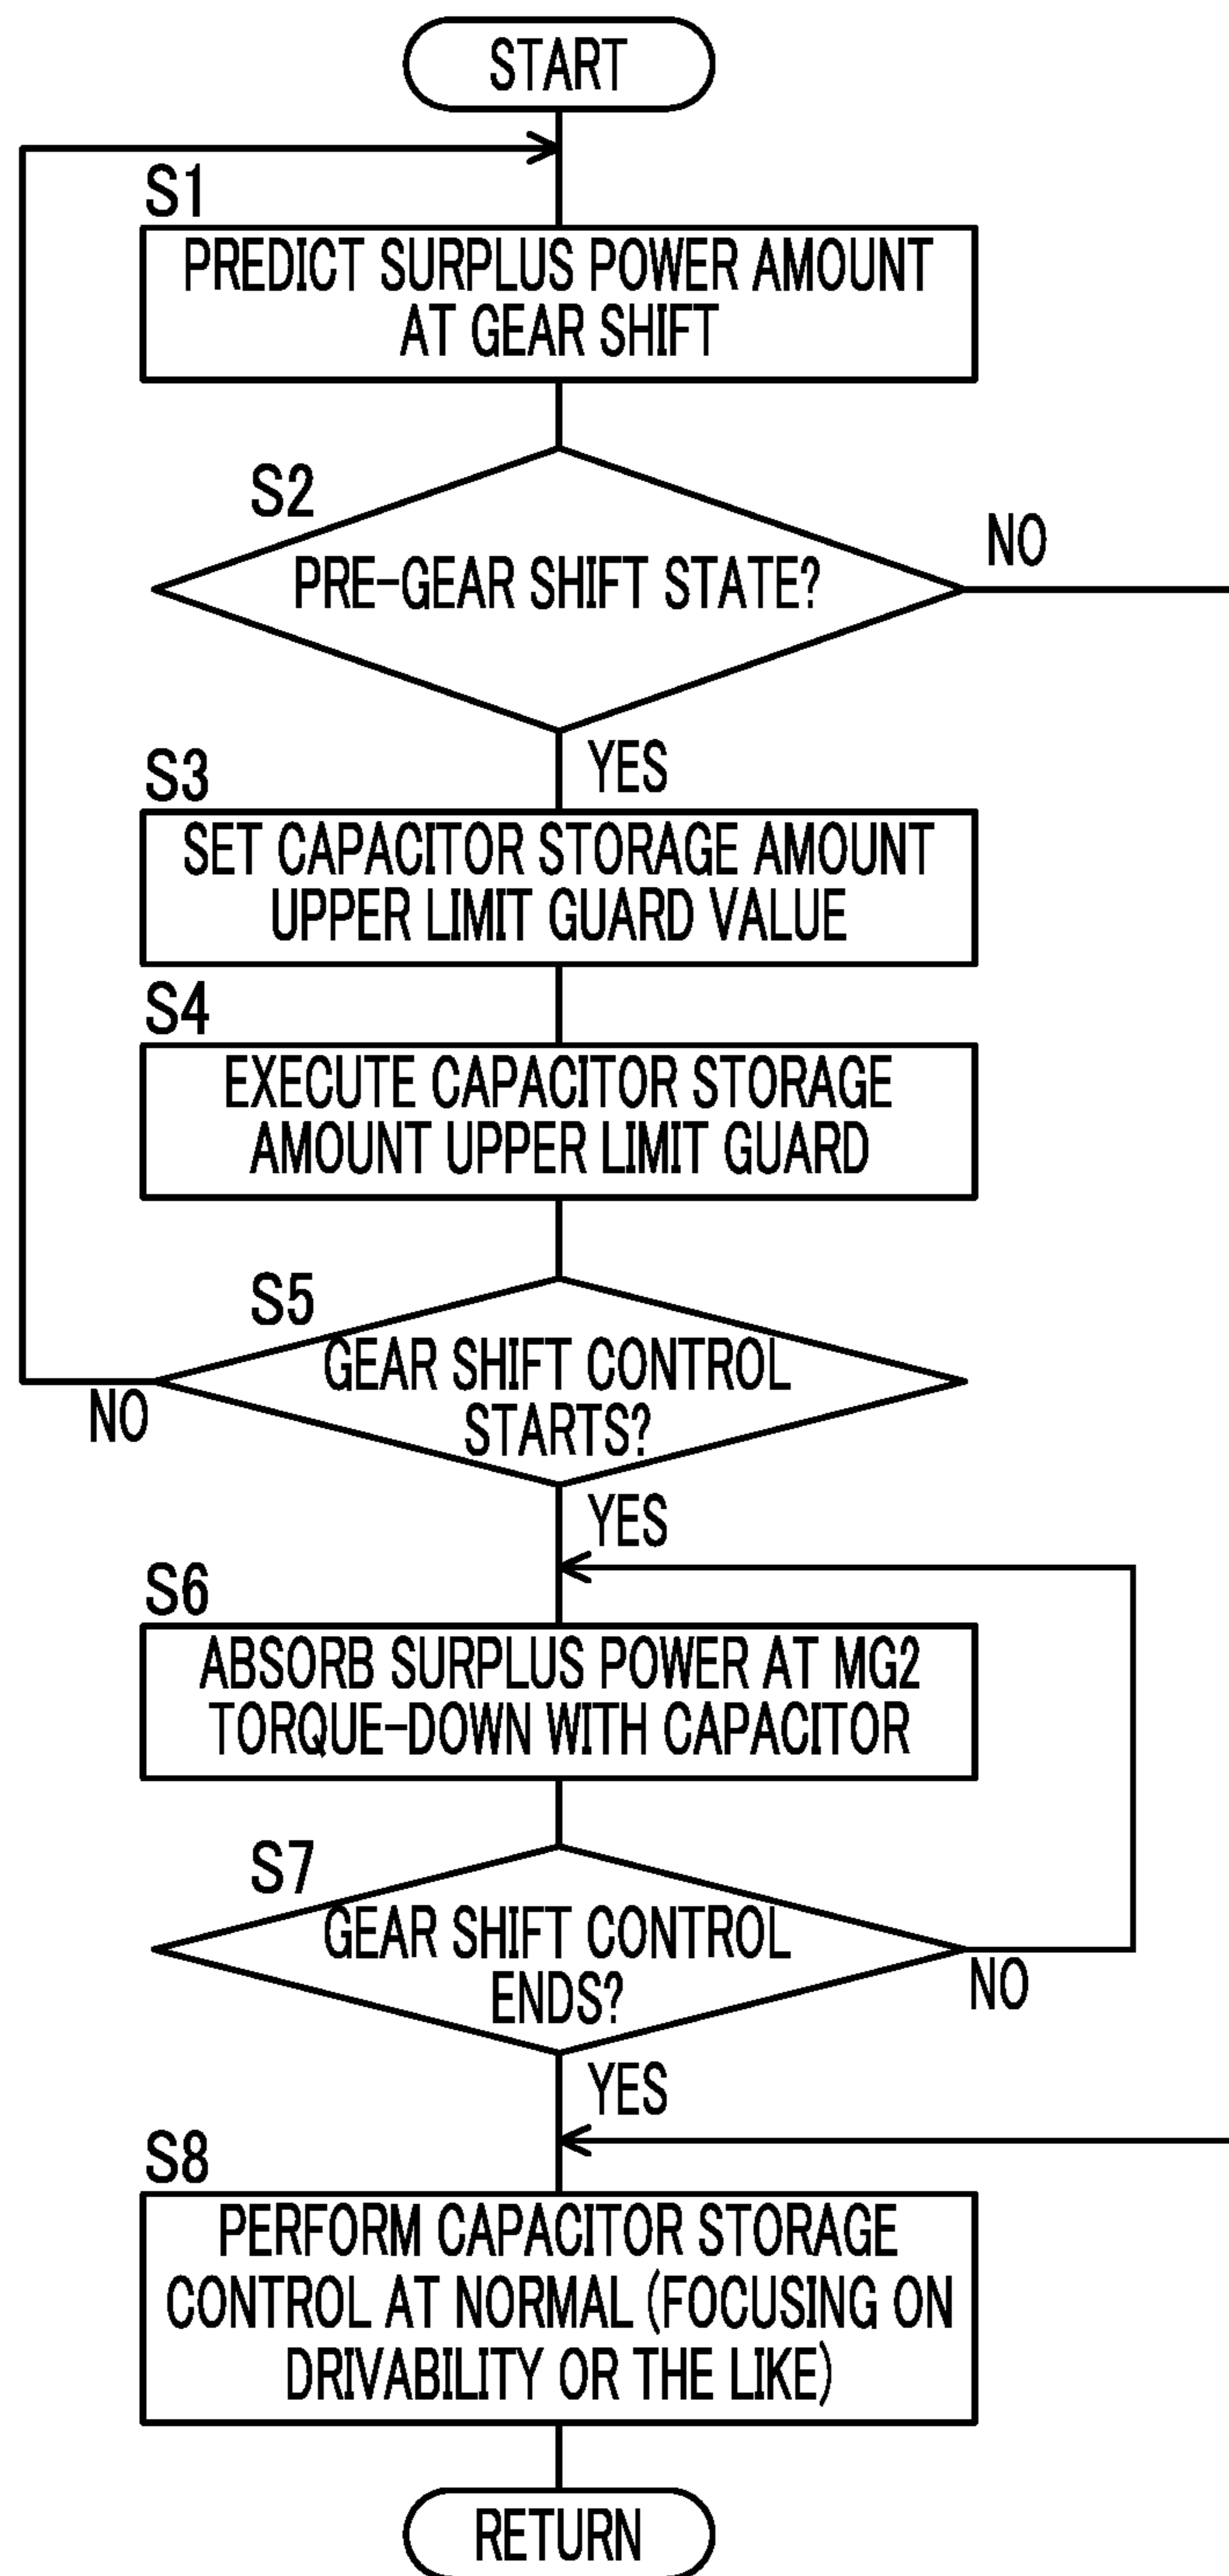 START
S1
PREDICT SURPLUS POWER AMOUNT
AT GEAR SHIFT
S2
PRE-GEAR SHIFT STATE?
NO
YES
S3
SET CAPACITOR STORAGE AMOUNT
UPPER LIMIT GUARD VALUE
S4
EXECUTE CAPACITOR STORAGE
AMOUNT UPPER LIMIT GUARD
S5
GEAR SHIFT CONTROL
STARTS?
NO
YES
S6
ABSORB SURPLUS POWER AT MG2
TORQUE-DOWN WITH CAPACITOR
S7
GEAR SHIFT CONTROL
ENDS?
NO
YES
S8
PERFORM CAPACITOR STORAGE
CONTROL AT NORMAL (FOCUSING ON
DRIVABILITY OR THE LIKE)
RETURN